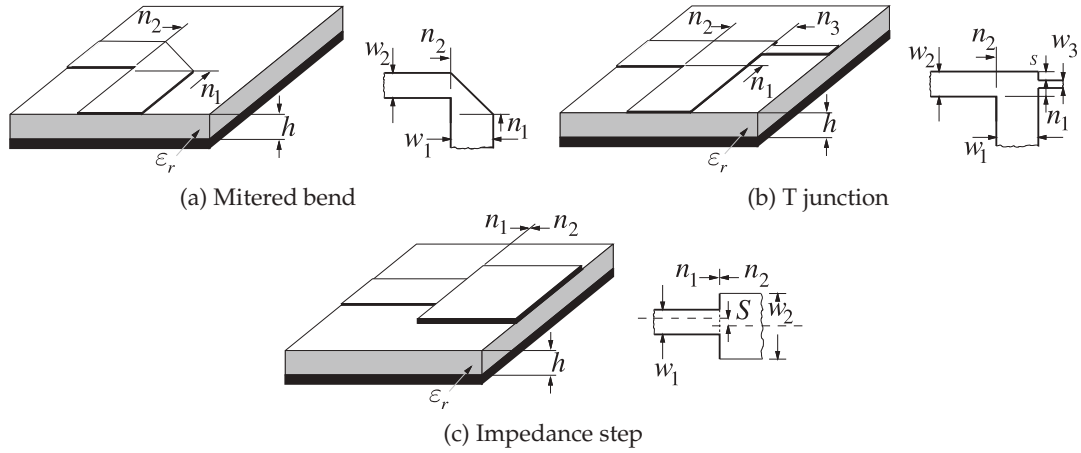 n₂
n₁
h
εᵣ
w₂
n₂
w₁
n₁
(a) Mitered bend
n₂
n₃
n₁
h
εᵣ
w₂
n₂
s
w₃
n₁
w₁
(b) T junction
n₁ n₂
h
εᵣ
n₁ n₂
S
w₂
w₁
(c) Impedance step